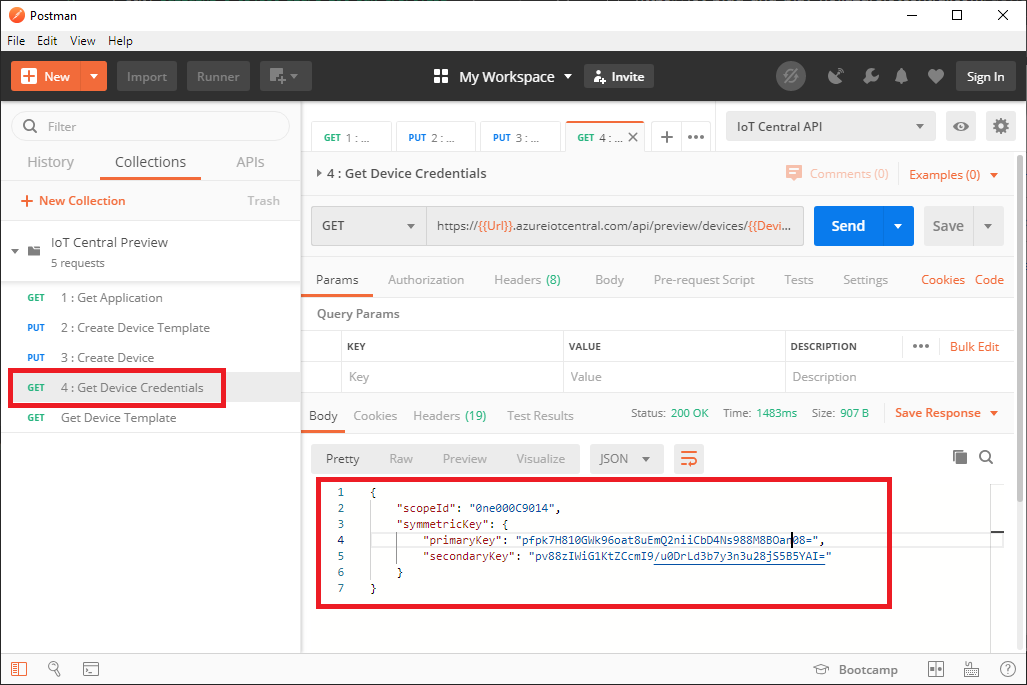 Postman
File Edit View Help
New Import Runner My Workspace Invite Sign In
Filter
History Collections APIs
New Collection Trash
IoT Central Preview
5 requests
GET 1 : Get Application
PUT 2 : Create Device Template
PUT 3 : Create Device
GET 4 : Get Device Credentials
GET Get Device Template
GET 1 : ... PUT 2 : ... PUT 3 : ... GET 4 : ... IoT Central API
4 : Get Device Credentials Comments (0) Examples (0)
GET https://{{Url}}.azureiotcentral.com/api/preview/devices/{{Devi... Send Save
Params Authorization Headers (8) Body Pre-request Script Tests Settings Cookies Code
Query Params
KEY VALUE DESCRIPTION Bulk Edit
Key Value Description
Body Cookies Headers (19) Test Results Status: 200 OK Time: 1483ms Size: 907 B Save Response
Pretty Raw Preview Visualize JSON
1 {
2 "scopeId": "0ne000C9014",
3 "symmetricKey": {
4 "primaryKey": "pfpk7H810GWk96oat8uEmQ2niiCbD4Ns988M8BOan08=",
5 "secondaryKey": "pv88zIWiG1KtZCcmI9/u0DrLd3b7y3n3u28jS5B5YAI="
6 }
7 }
Bootcamp